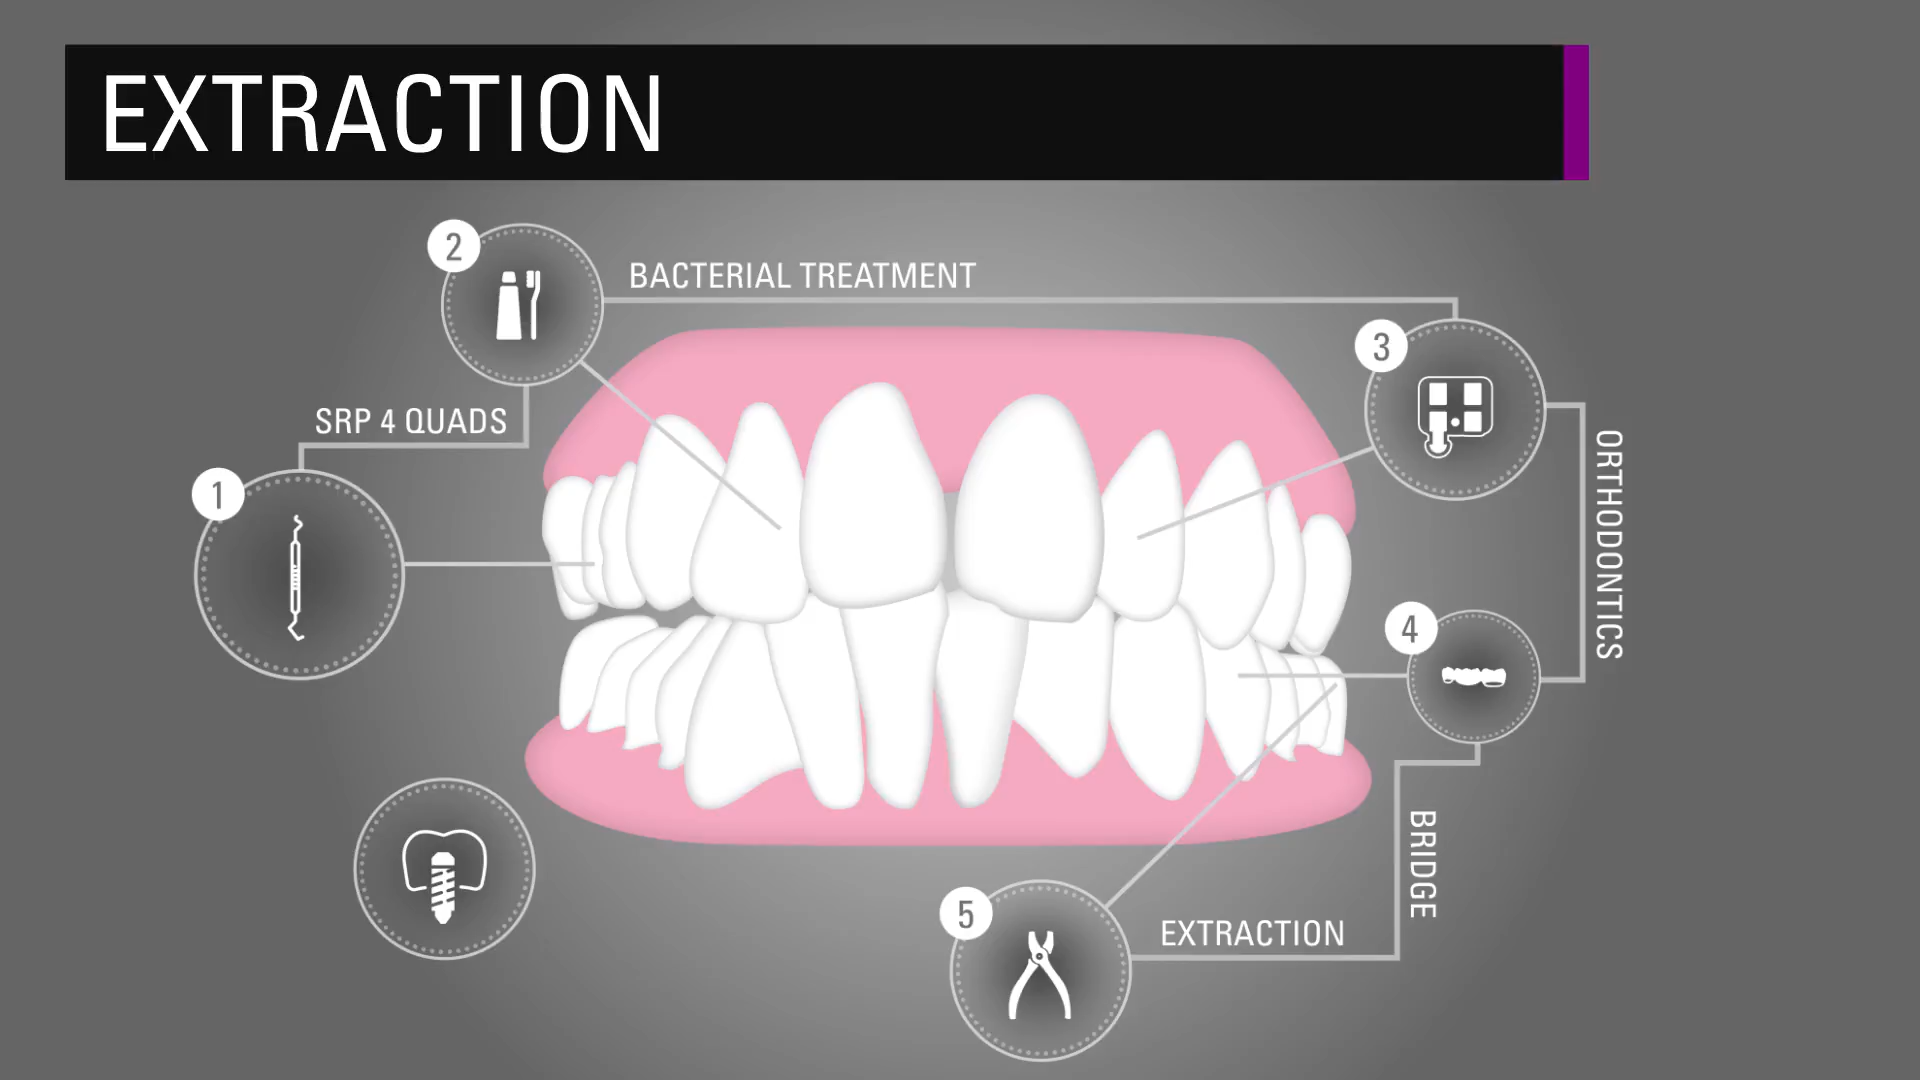 EXTRACTION
2
BACTERIAL TREATMENT
3
SRP 4 QUADS
1
ORTHODONTICS
4
BRIDGE
5
EXTRACTION